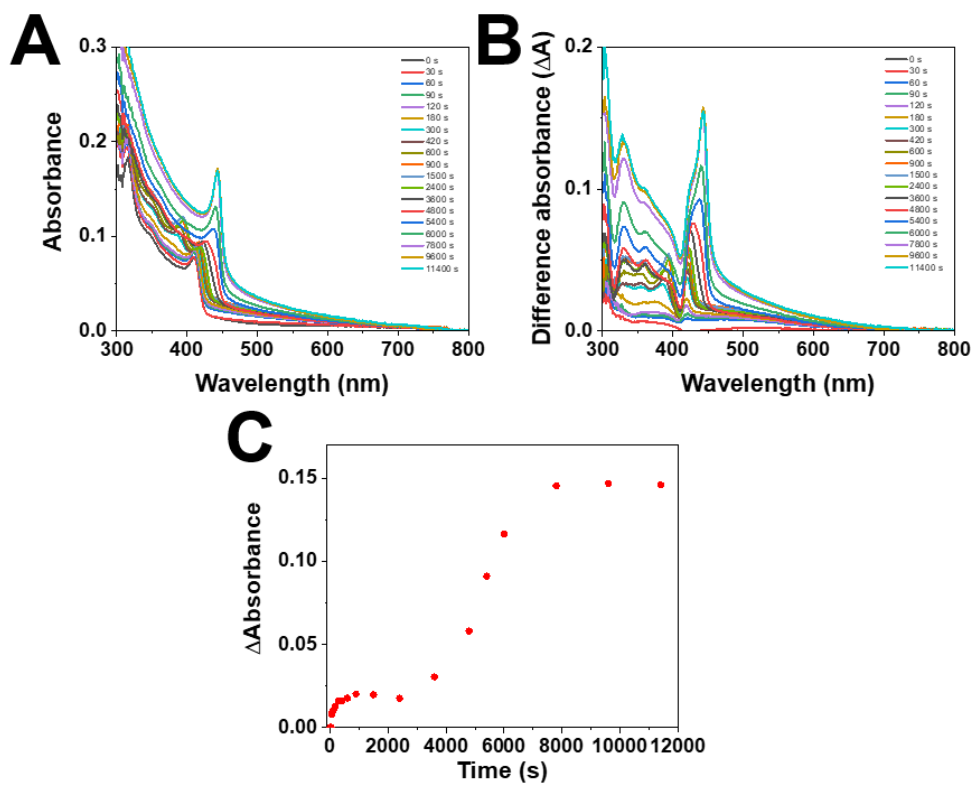 A
0.3
0.2
0.1
0.0
Absorbance
300 400 500 600 700 800
Wavelength (nm)
0 s
30 s
60 s
90 s
120 s
180 s
300 s
420 s
600 s
900 s
1500 s
2400 s
3600 s
4800 s
5400 s
6000 s
7800 s
9600 s
11400 s
B
0.2
0.1
0.0
Difference absorbance (ΔA)
300 400 500 600 700 800
Wavelength (nm)
0 s
30 s
60 s
90 s
120 s
180 s
300 s
420 s
600 s
900 s
1500 s
2400 s
3600 s
4800 s
5400 s
6000 s
7800 s
9600 s
11400 s
C
0.15
0.10
0.05
0.00
ΔAbsorbance
0 2000 4000 6000 8000 10000 12000
Time (s)